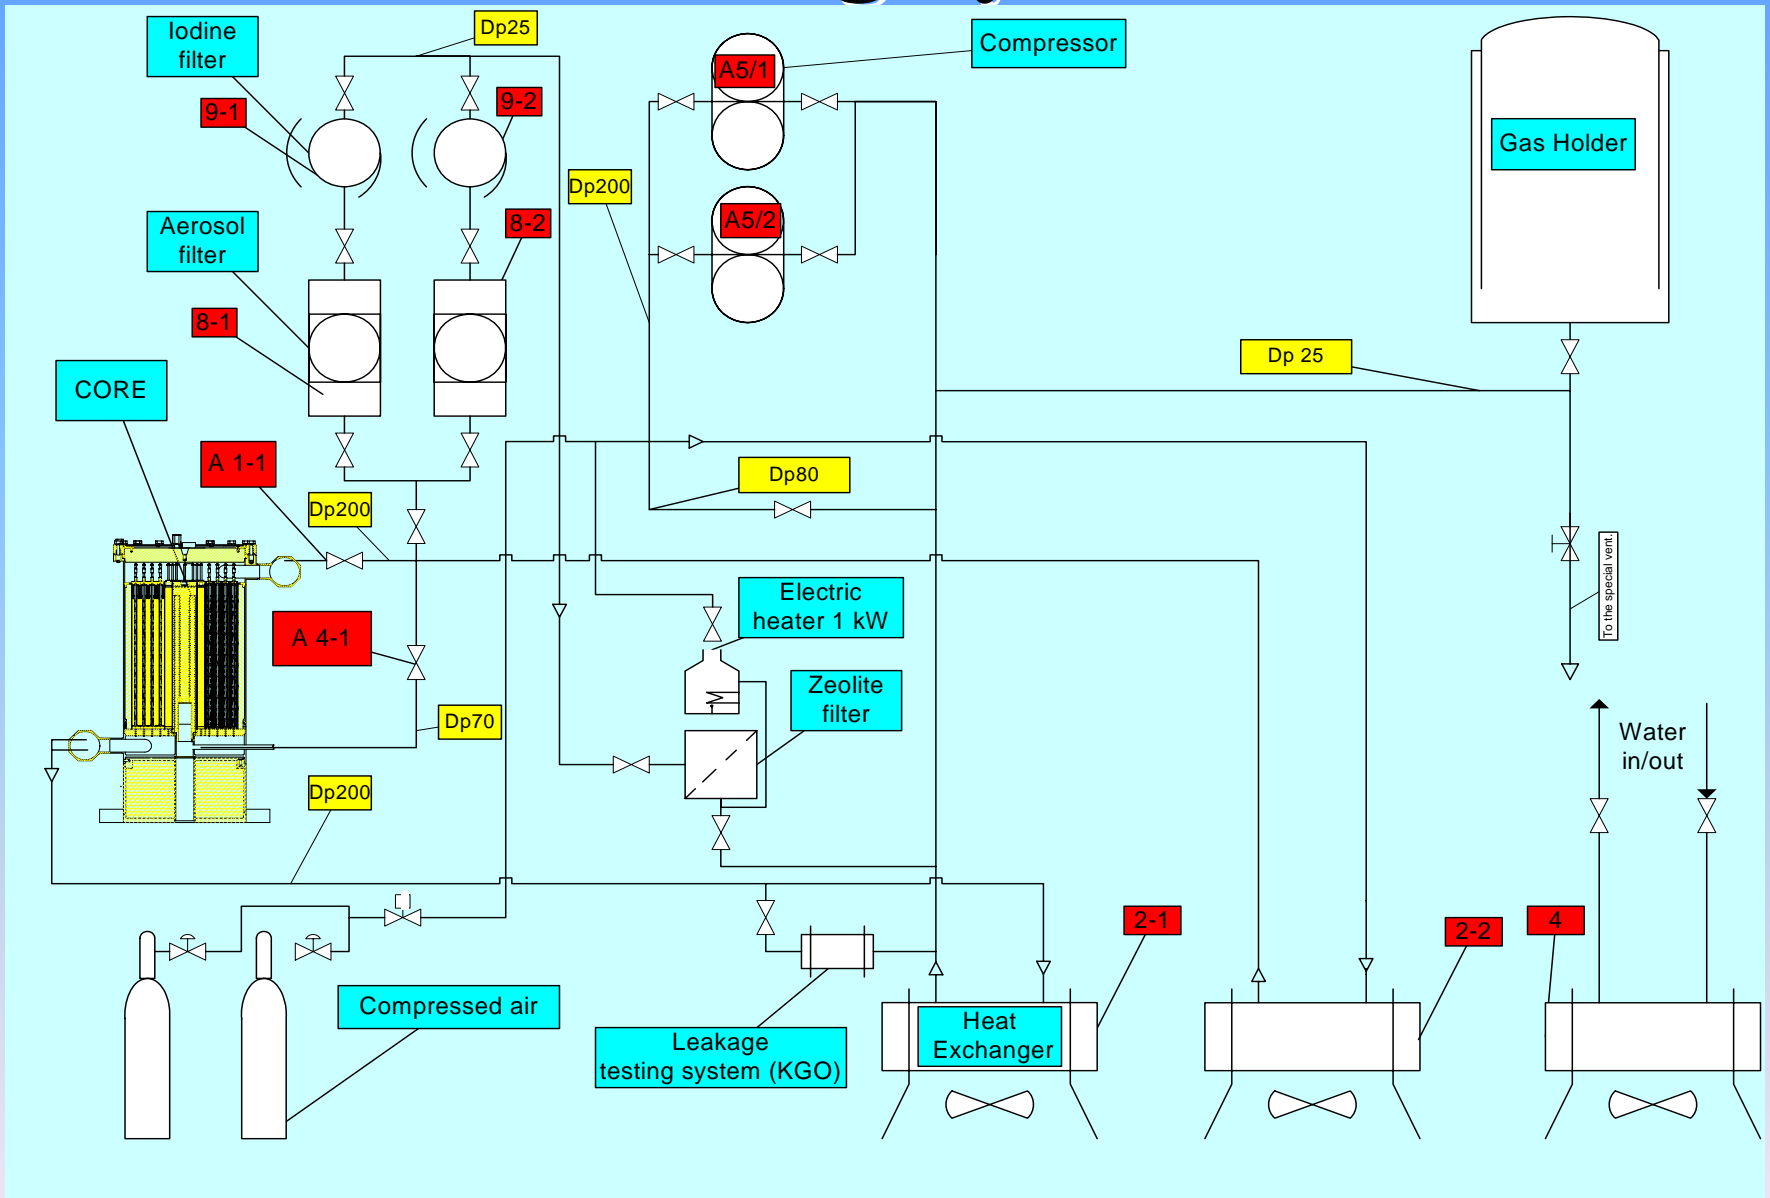 Iodine
filter
Dp25
Compressor
A5/1
9-1
9-2
Gas Holder
Dp200
Aerosol
filter
8-2
A5/2
8-1
Dp 25
CORE
A 1-1
Dp80
Dp200
To the special vent.
Electric
heater 1 kW
A 4-1
Zeolite
filter
Dp70
Water
in/out
Dp200
2-1
2-2
4
Compressed air
Heat
Exchanger
Leakage
testing system (KGO)